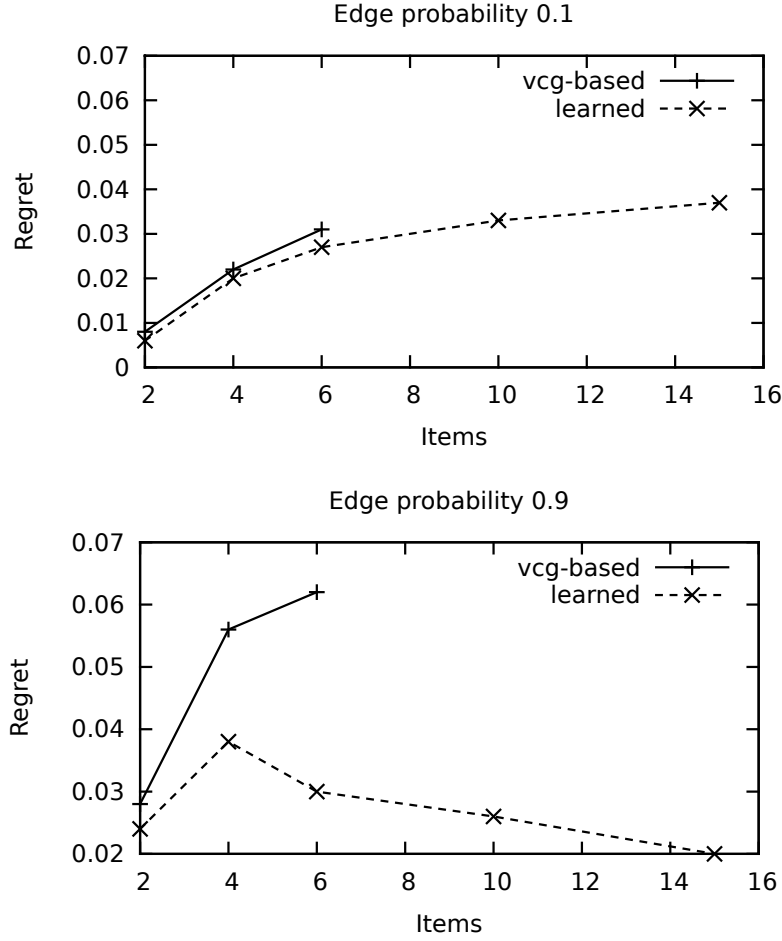 Edge probability 0.1
0.07
0.06
0.05
0.04
0.03
0.02
0.01
0
Regret
vcg-based
learned
2 4 6 8 10 12 14 16
Items
Edge probability 0.9
0.07
0.06
0.05
0.04
0.03
0.02
Regret
vcg-based
learned
2 4 6 8 10 12 14 16
Items